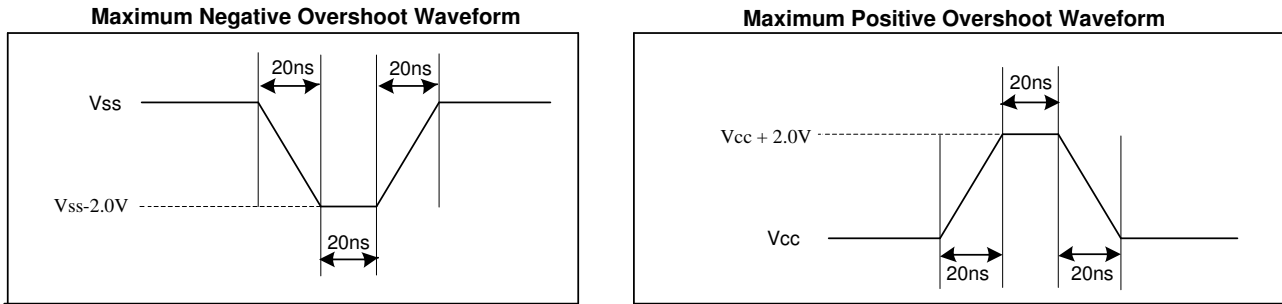 Maximum Negative Overshoot Waveform
20ns
20ns
Vss
Vss-2.0V
20ns
Maximum Positive Overshoot Waveform
20ns
Vcc + 2.0V
Vcc
20ns
20ns